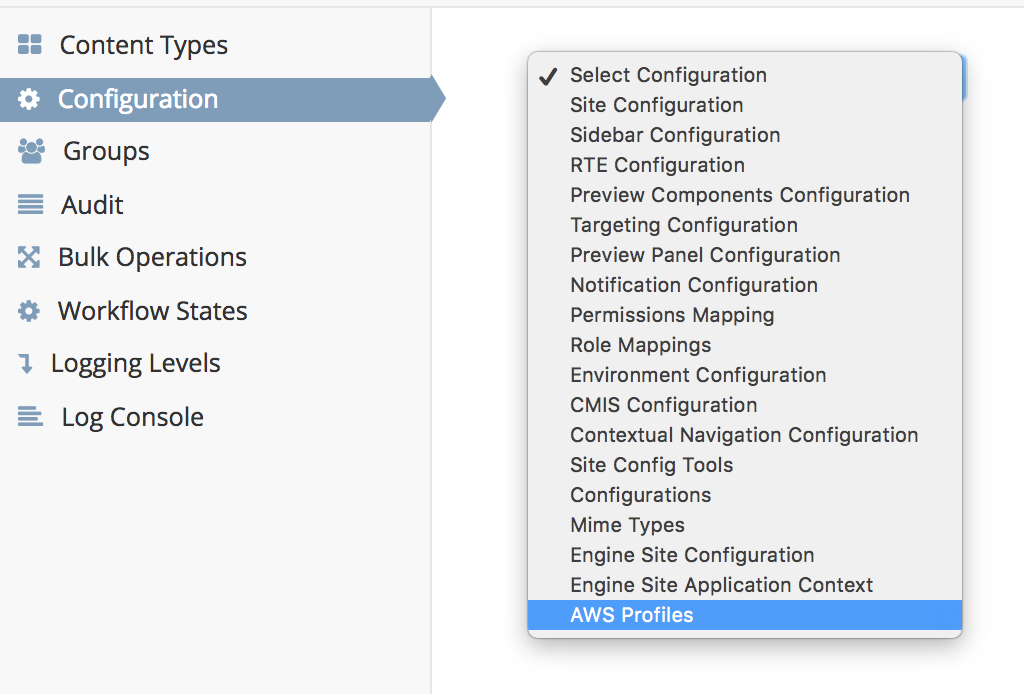 Content Types
Configuration
Groups
Audit
Bulk Operations
Workflow States
Logging Levels
Log Console
Select Configuration
Site Configuration
Sidebar Configuration
RTE Configuration
Preview Components Configuration
Targeting Configuration
Preview Panel Configuration
Notification Configuration
Permissions Mapping
Role Mappings
Environment Configuration
CMIS Configuration
Contextual Navigation Configuration
Site Config Tools
Configurations
Mime Types
Engine Site Configuration
Engine Site Application Context
AWS Profiles